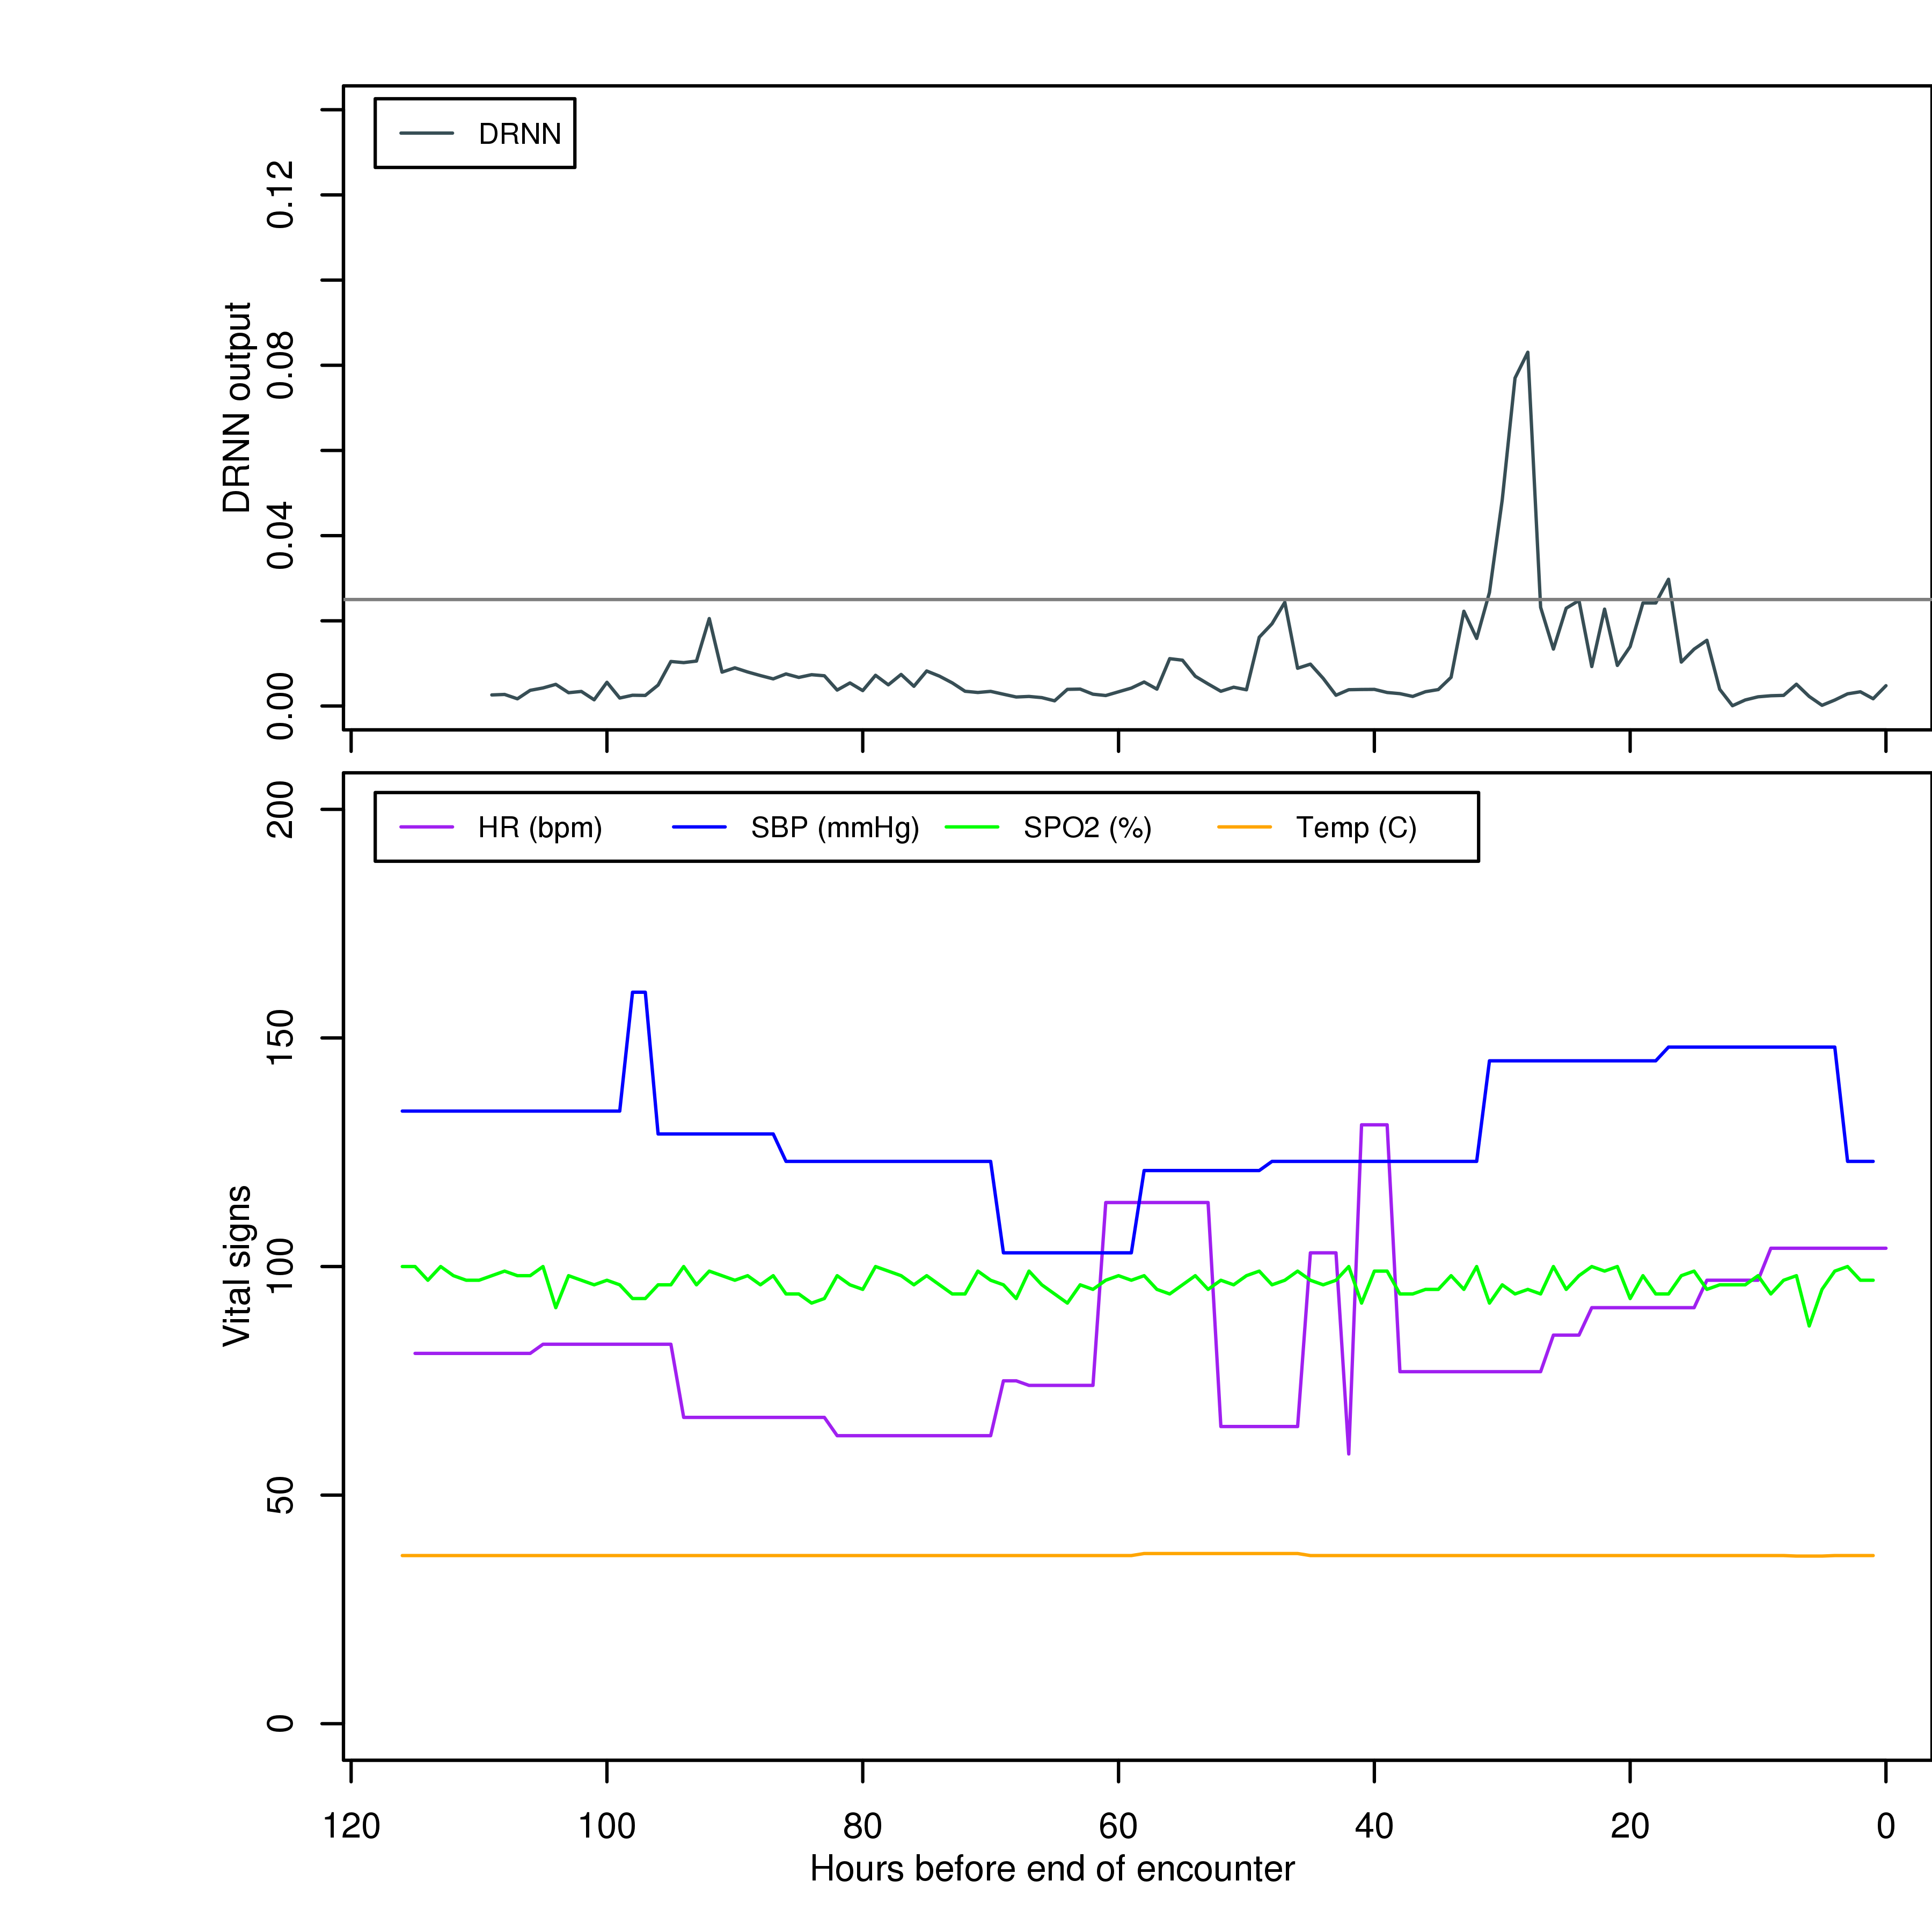 DRNN
DRNN output
0.00
0.04
0.08
0.12
HR (bpm) SBP (mmHg) SPO2 (%) Temp (C)
Vital signs
0
50
100
150
200
120 100 80 60 40 20 0
Hours before end of encounter